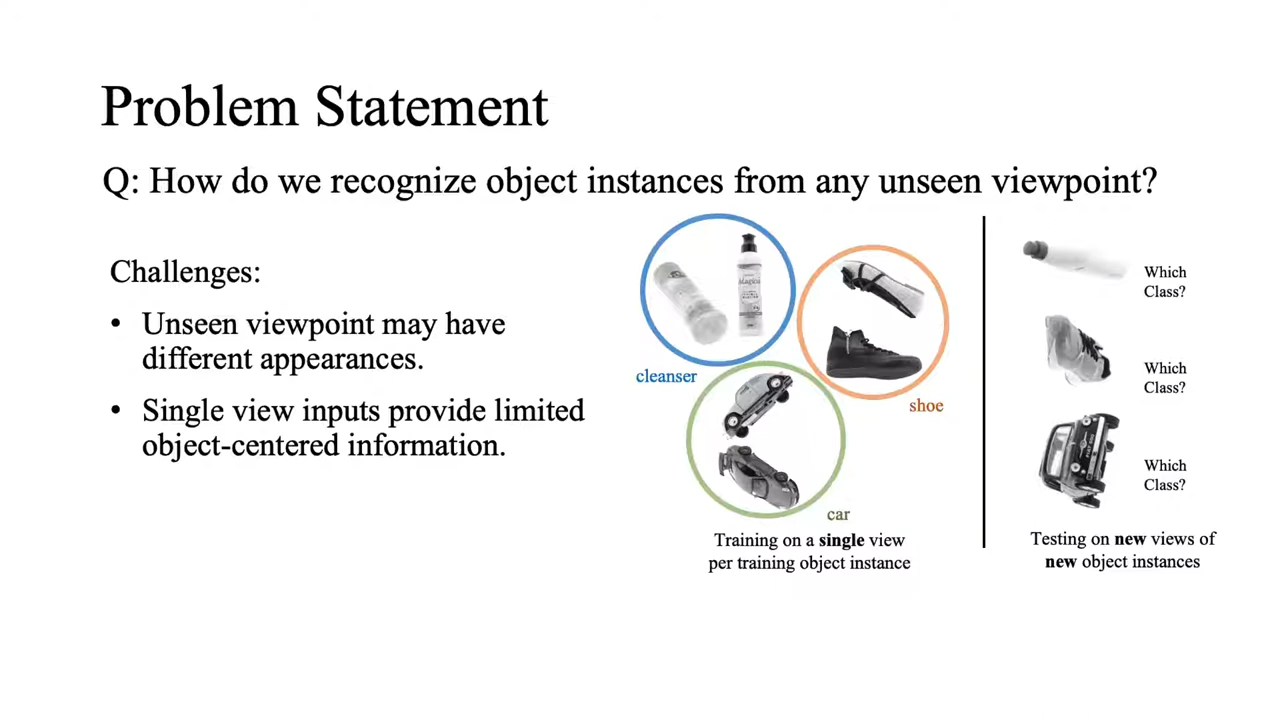 Problem Statement
Q: How do we recognize object instances from any unseen viewpoint?
Challenges:
• Unseen viewpoint may have
different appearances.
• Single view inputs provide limited
object-centered information.
cleanser
shoe
car
Training on a single view
per training object instance
Which
Class?
Which
Class?
Which
Class?
Testing on new views of
new object instances